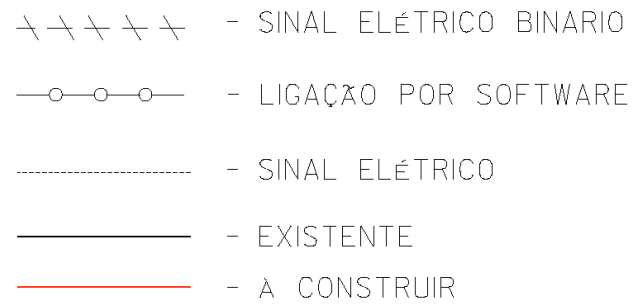 - SINAL ELÉTRICO BINARIO
- LIGAÇÃO POR SOFTWARE
- SINAL ELÉTRICO
- EXISTENTE
- À CONSTRUIR